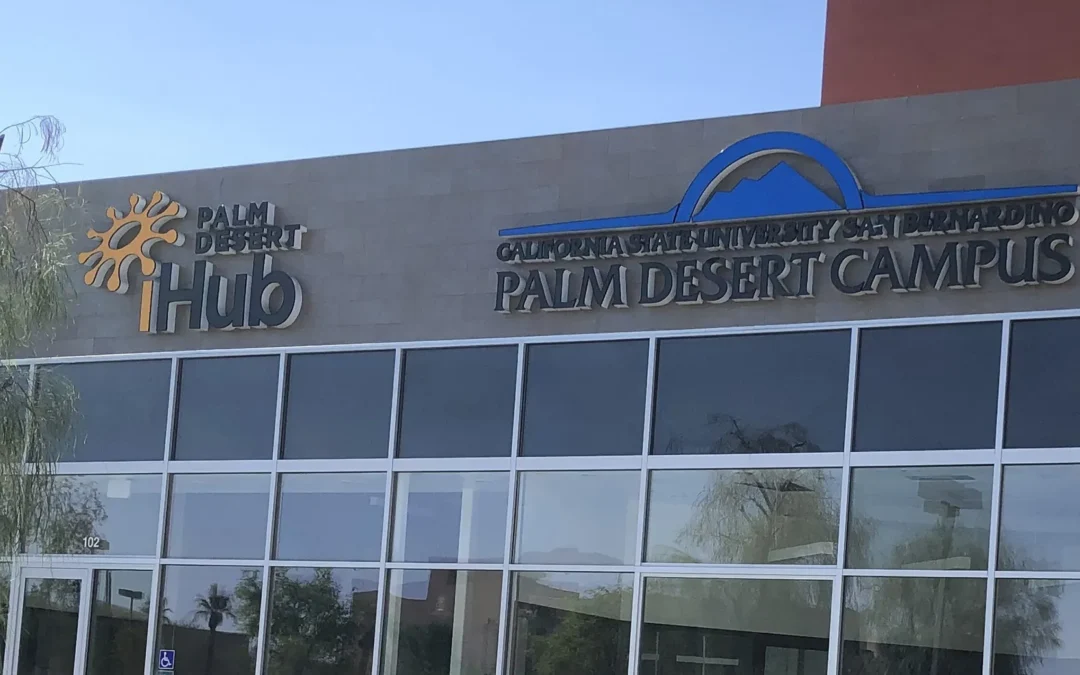 PALM
DESERT
iHub
CALIFORNIA STATE UNIVERSITY SAN BERNARDINO
PALM DESERT CAMPUS
102